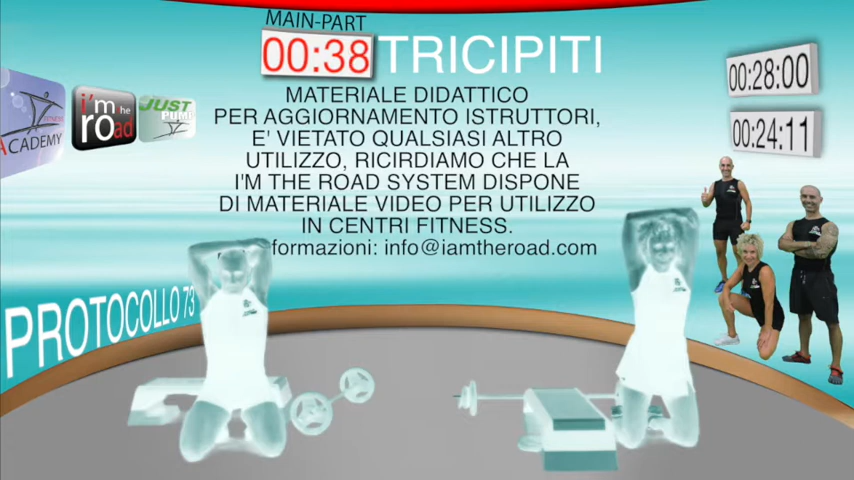 MAIN-PART
00:38 TRICIPITI
00:28:00
00:24:11
FITNESS
ACADEMY
i'm the
road
JUST
PUMP
MATERIALE DIDATTICO
PER AGGIORNAMENTO ISTRUTTORI,
E' VIETATO QUALSIASI ALTRO
UTILIZZO, RICIRDIAMO CHE LA
I'M THE ROAD SYSTEM DISPONE
DI MATERIALE VIDEO PER UTILIZZO
IN CENTRI FITNESS.
formazioni: info@iamtheroad.com
PROTOCOLLO 73